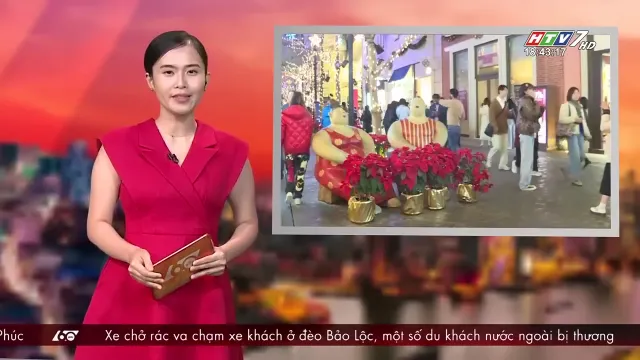 HTV7 HD
18:43:17
Phúc 60 Xe chở rác va chạm xe khách ở đèo Bảo Lộc, một số du khách nước ngoài bị thương